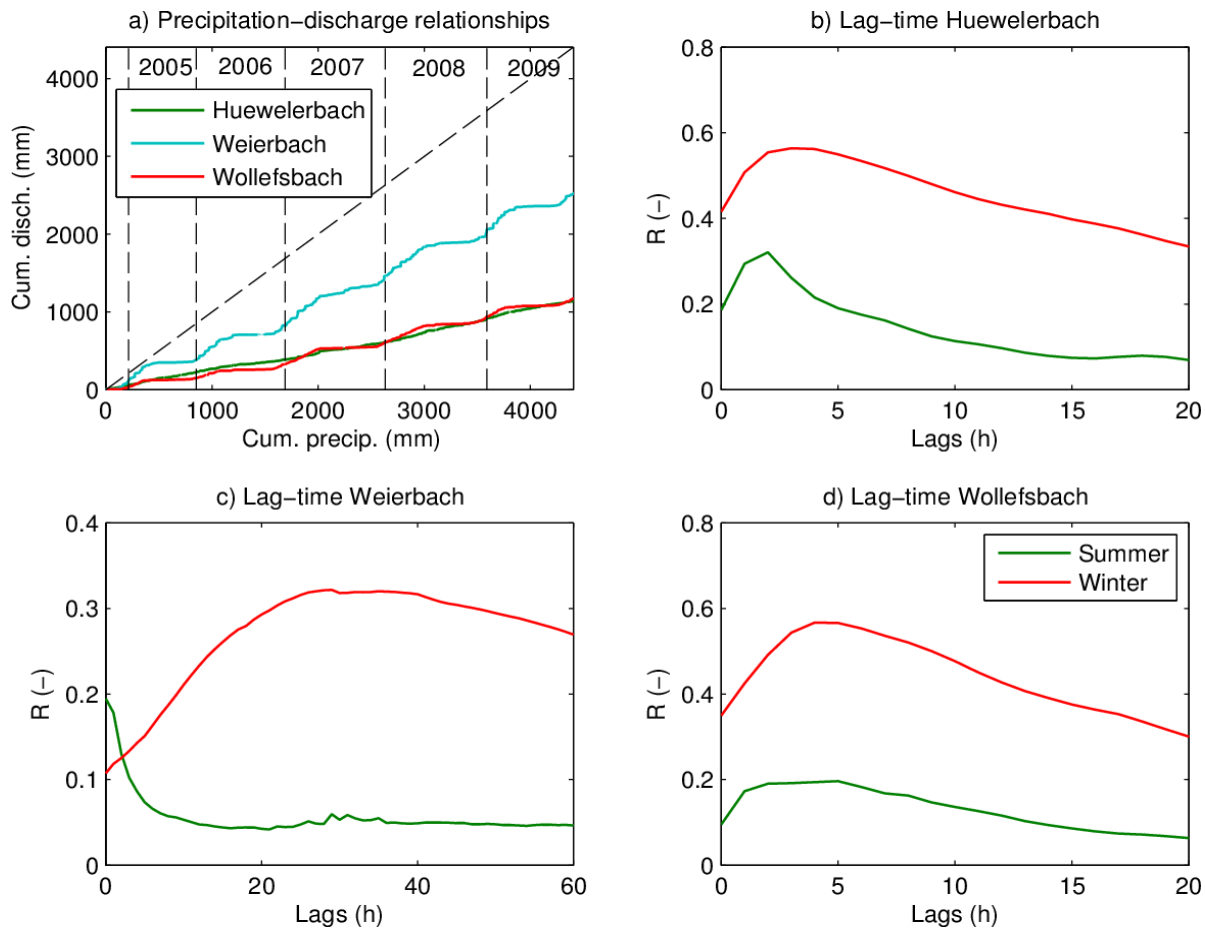 a) Precipitation−discharge relationships
4000
3000
2000
1000
0
Cum. disch. (mm)
2005
2006
2007
2008
2009
Huewelerbach
Weierbach
Wollefsbach
0
1000
2000
3000
4000
Cum. precip. (mm)
b) Lag−time Huewelerbach
0.8
0.6
0.4
0.2
0
R (−)
0
5
10
15
20
Lags (h)
c) Lag−time Weierbach
0.4
0.3
0.2
0.1
0
R (−)
0
20
40
60
Lags (h)
d) Lag−time Wollefsbach
0.8
0.6
0.4
0.2
0
R (−)
Summer
Winter
0
5
10
15
20
Lags (h)